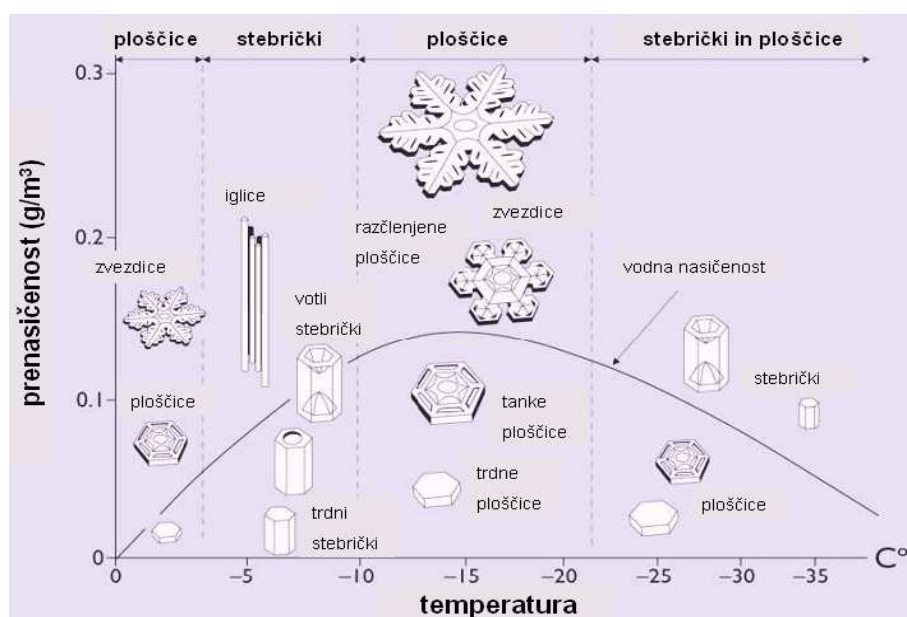 ploščice stebrički ploščice stebrički in ploščice
0.3
iglice
zvezdice
0.2
razčlenjene
ploščice
zvezdice
vodna nasičenost
votli
stebrički
prenasičenost (g/m³)
stebrički
0.1
ploščice
tanke
ploščice
trdne
ploščice
ploščice
trdni
stebrički
0
0 −5 −10 −15 −20 −25 −30 −35 C°
temperatura